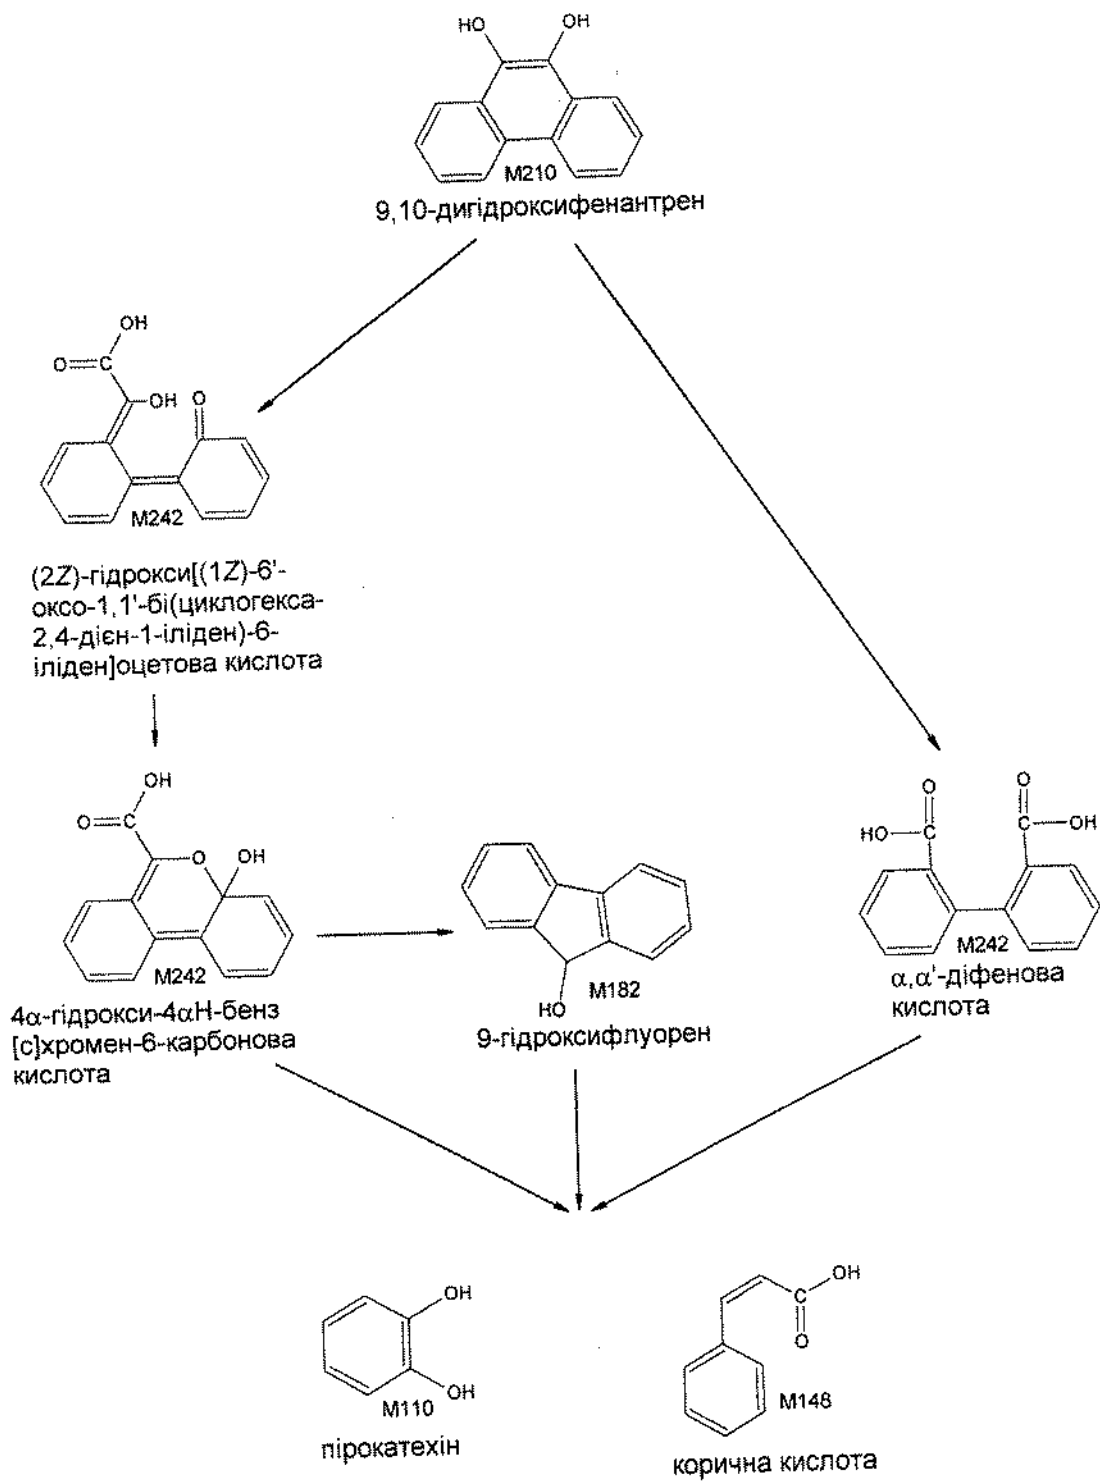 HO OH
M210
9,10-дигідроксифенантрен
OH
O C
OH O
M242
(2Z)-гідрокси[(1Z)-6'-
оксо-1,1'-бі(циклогекса-
2,4-дієн-1-іліден)-6-
іліден]оцетова кислота
OH
O C
O OH
M242
4α-гідрокси-4αH-бенз
[c]хромен-6-карбонова
кислота
HO
M182
9-гідроксифлуорен
O O
HO C C OH
M242
α,α'-діфенова
кислота
OH
OH
M110
пірокатехін
OH
C
O
M148
корична кислота